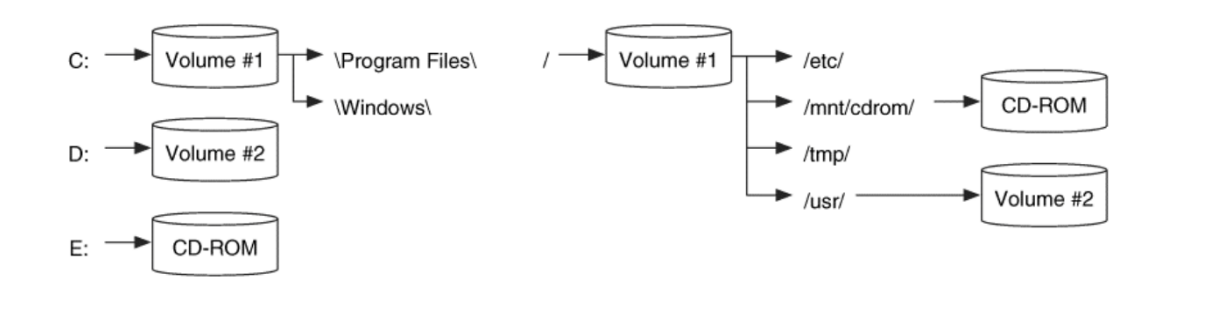 C:
Volume #1
\Program Files\
\Windows\
D:
Volume #2
E:
CD-ROM
/
Volume #1
/etc/
/mnt/cdrom/
CD-ROM
/tmp/
/usr/
Volume #2